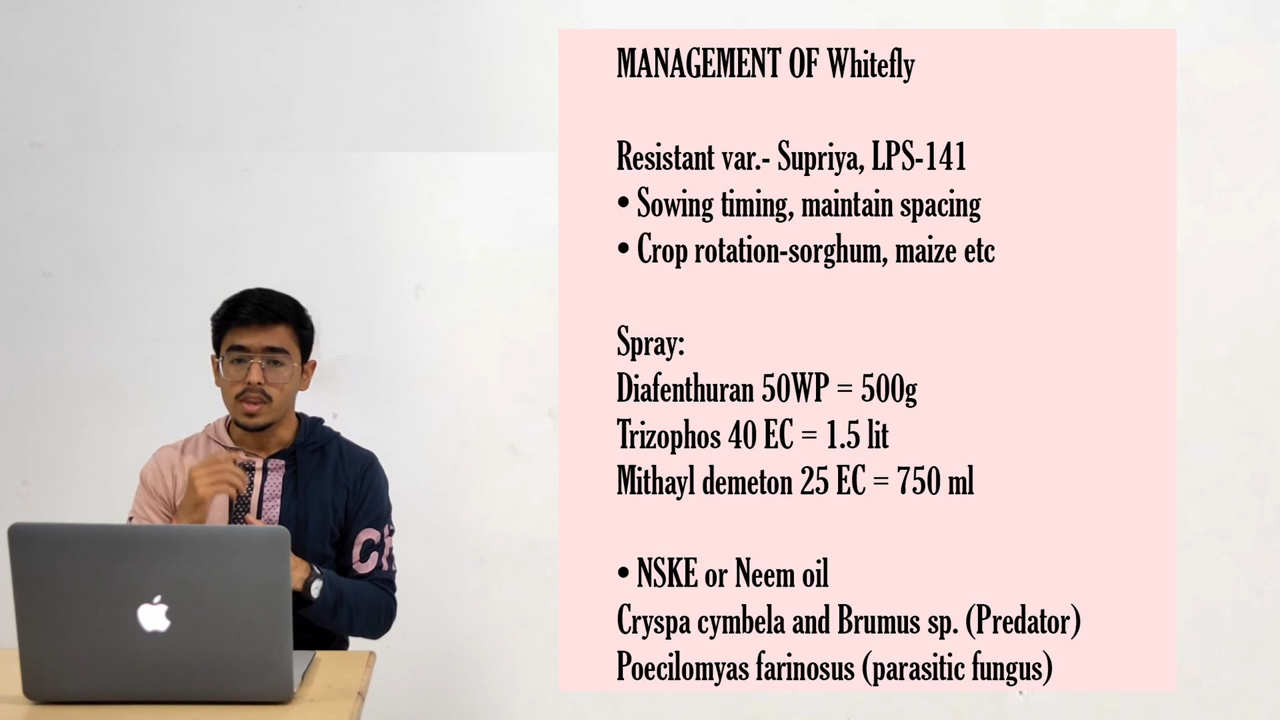 MANAGEMENT OF Whitefly
Resistant var.- Supriya, LPS-141
• Sowing timing, maintain spacing
• Crop rotation-sorghum, maize etc
Spray:
Diafenthuran 50WP = 500g
Trizophos 40 EC = 1.5 lit
Mithayl demeton 25 EC = 750 ml
• NSKE or Neem oil
Cryspa cymbela and Brumus sp. (Predator)
Poecilomyas farinosus (parasitic fungus)